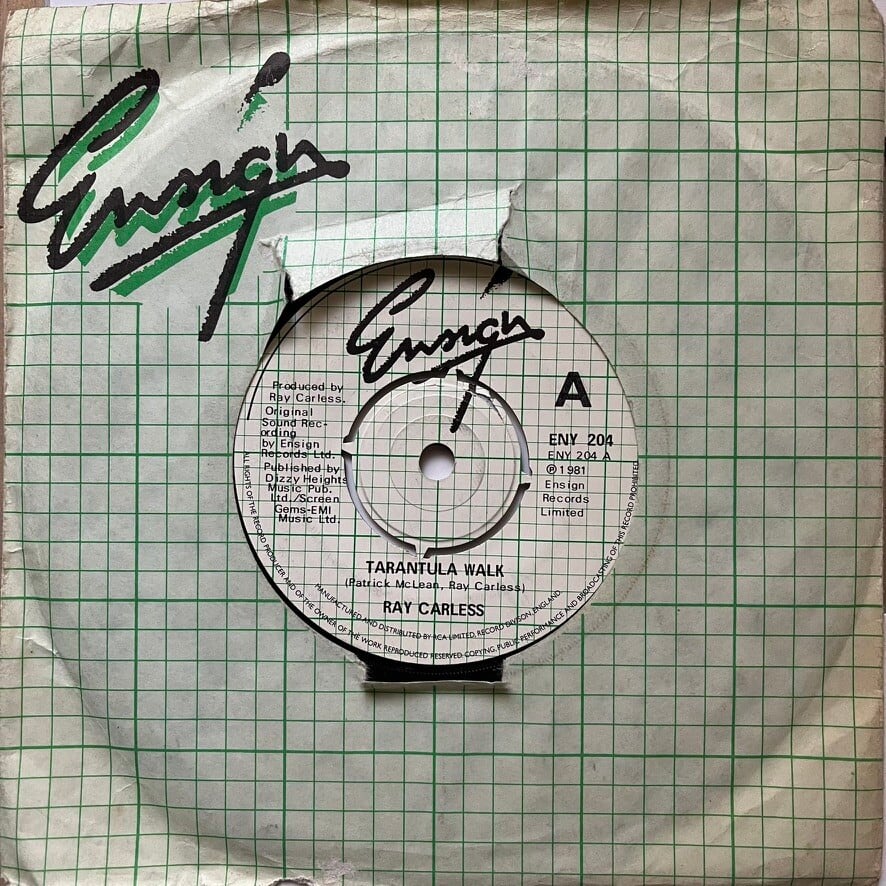 Ensign
Ensign
A
Produced by
Ray Carless.
Original
Sound Rec-
ording
by Ensign
Records Ltd.
Published by
Dizzy Heights
Music Pub.
Ltd./Screen
Gems-EMI
Music Ltd.
ENY 204
ENY 204 A
℗1981
Ensign
Records
Limited
TARANTULA WALK
(Patrick McLean, Ray Carless)
RAY CARLESS
MANUFACTURED AND DISTRIBUTED BY RCA LIMITED, RECORD DIVISION, ENGLAND.
ALL RIGHTS OF THE RECORD PRODUCER AND OF THE OWNER OF THE WORK REPRODUCED RESERVED. COPYING, PUBLIC PERFORMANCE AND BROADCASTING OF THIS RECORD PROHIBITED